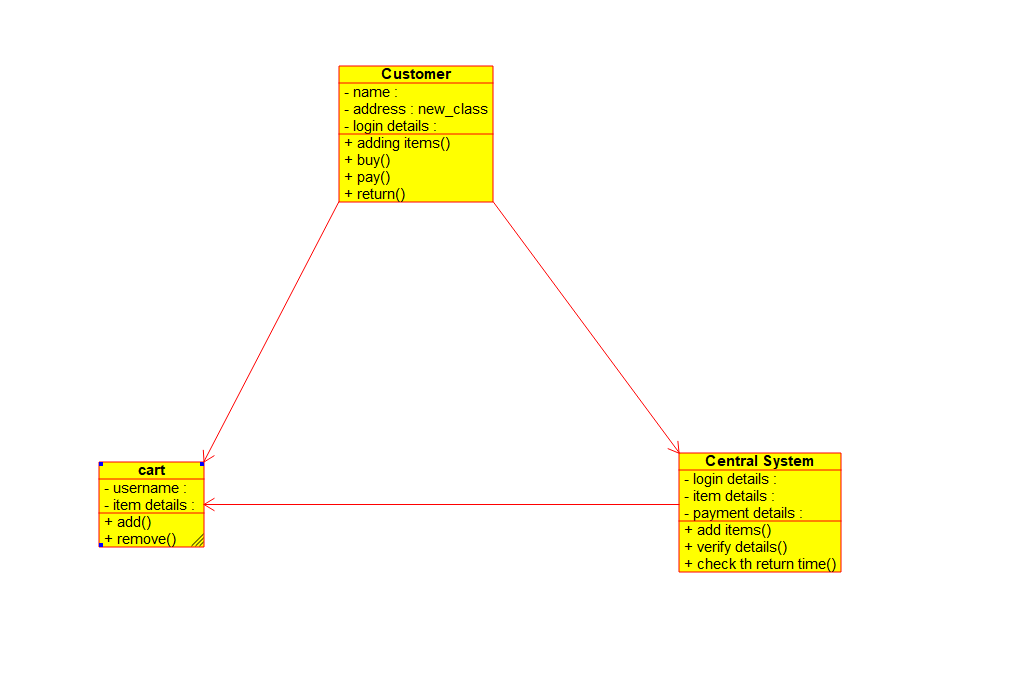 Customer
- name :
- address : new_class
- login details :
+ adding items()
+ buy()
+ pay()
+ return()
cart
- username :
- item details :
+ add()
+ remove()
Central System
- login details :
- item details :
- payment details :
+ add items()
+ verify details()
+ check th return time()